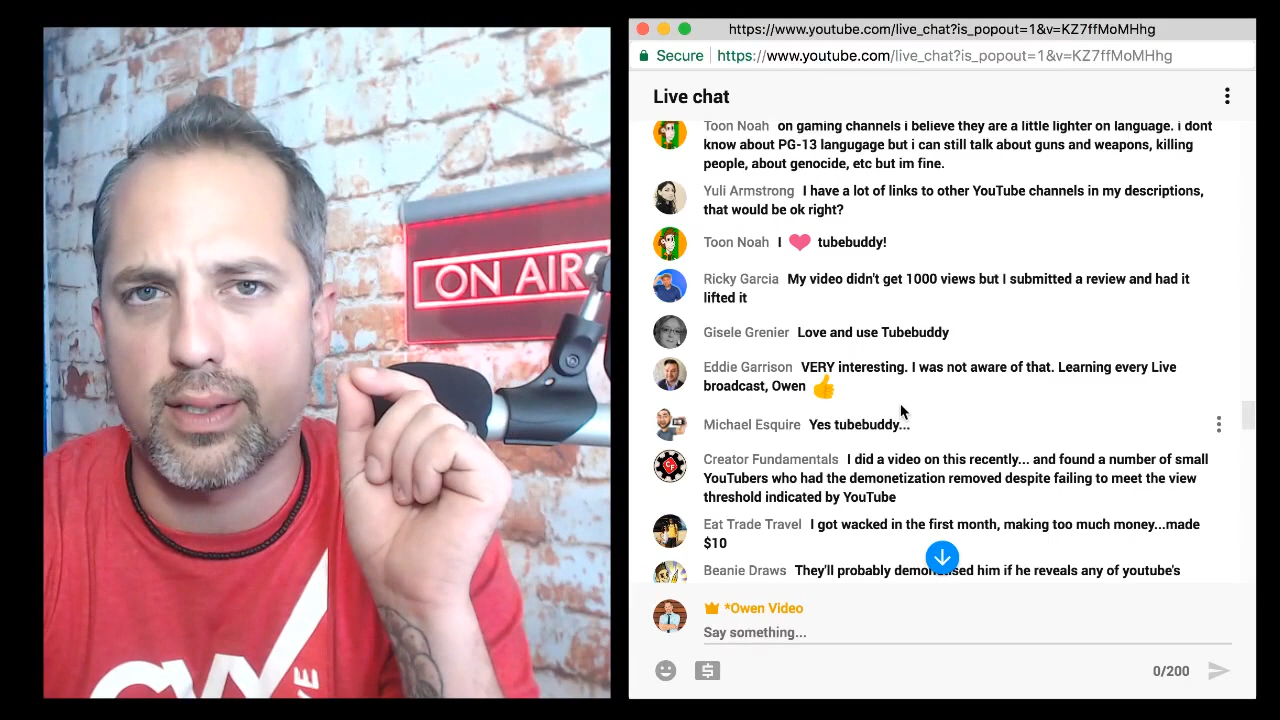 ON AIR
https://www.youtube.com/live_chat?is_popout=1&v=KZ7ffMoMHhg
Secure
https://www.youtube.com/live_chat?is_popout=1&v=KZ7ffMoMHhg
Live chat
Toon Noah on gaming channels i believe they are a little lighter on language. i dont
know about PG-13 langugage but i can still talk about guns and weapons, killing
people, about genocide, etc but im fine.
Yuli Armstrong I have a lot of links to other YouTube channels in my descriptions,
that would be ok right?
Toon Noah I ❤ tubebuddy!
Ricky Garcia My video didn't get 1000 views but I submitted a review and had it
lifted it
Gisele Grenier Love and use Tubebuddy
Eddie Garrison VERY interesting. I was not aware of that. Learning every Live
broadcast, Owen 👍
Michael Esquire Yes tubebuddy...
Creator Fundamentals I did a video on this recently... and found a number of small
YouTubers who had the demonetization removed despite failing to meet the view
threshold indicated by YouTube
Eat Trade Travel I got wacked in the first month, making too much money...made
$10
Beanie Draws They'll probably demonitised him if he reveals any of youtube's
*Owen Video
Say something...
0/200